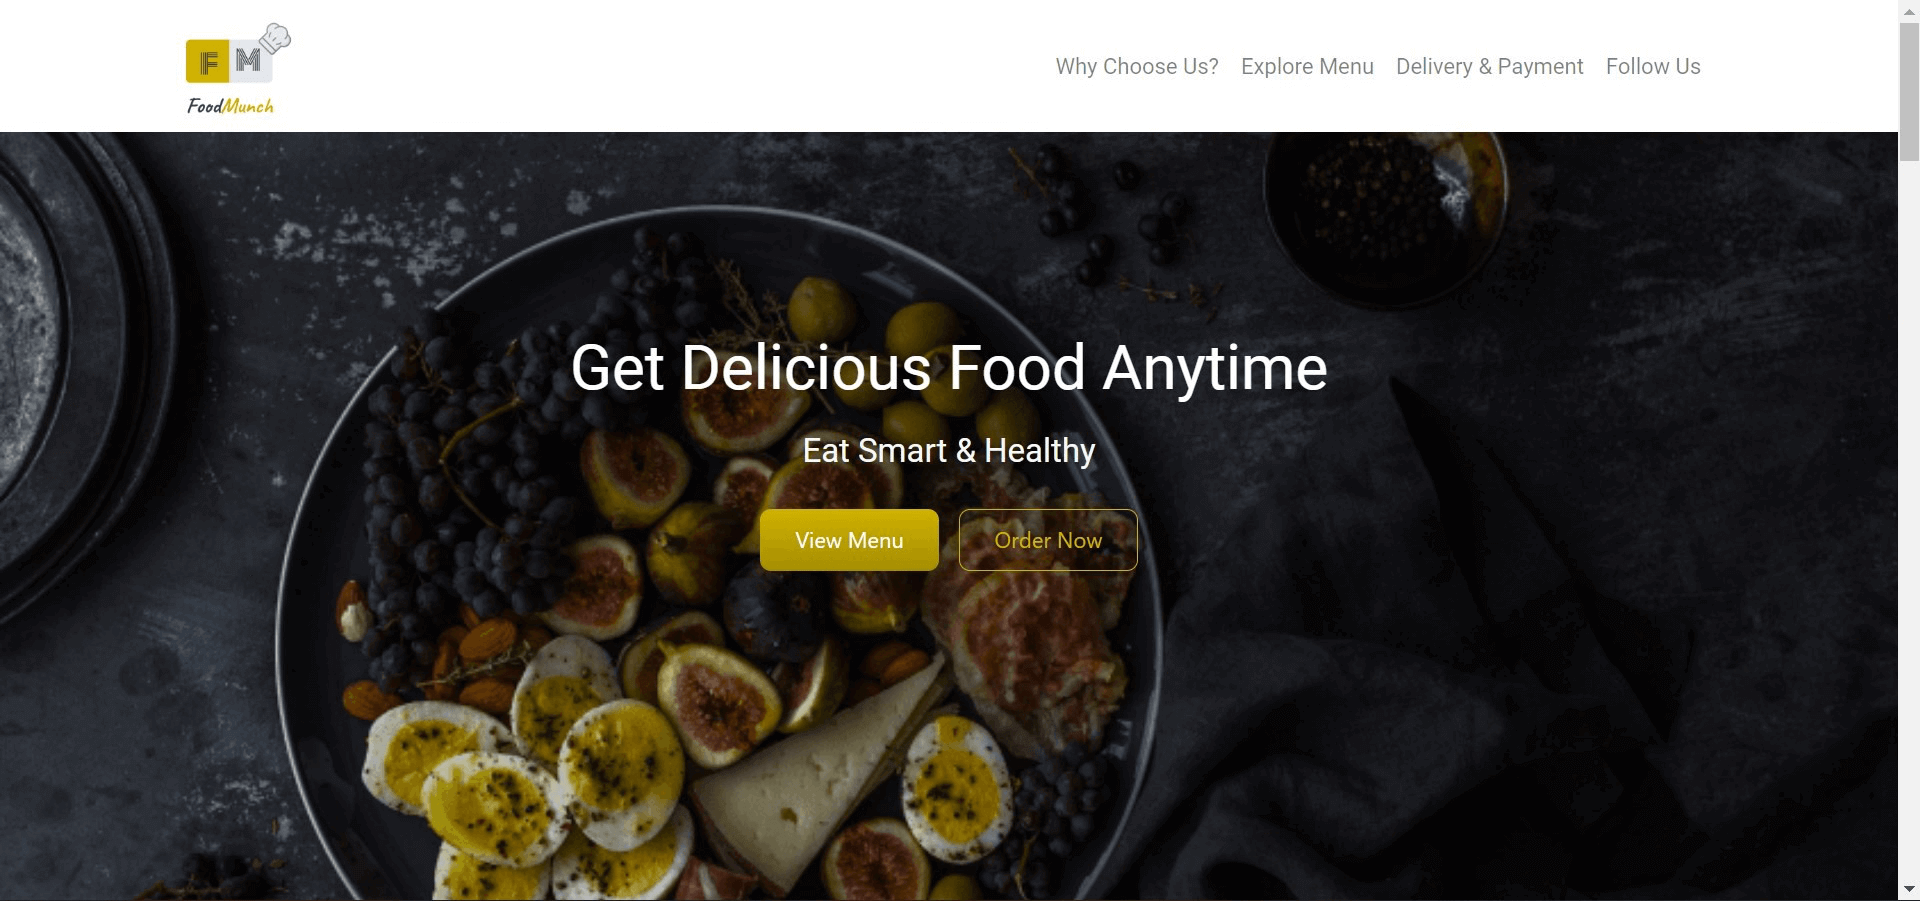 F M
FoodMunch
Why Choose Us? Explore Menu Delivery & Payment Follow Us
Get Delicious Food Anytime
Eat Smart & Healthy
View Menu Order Now